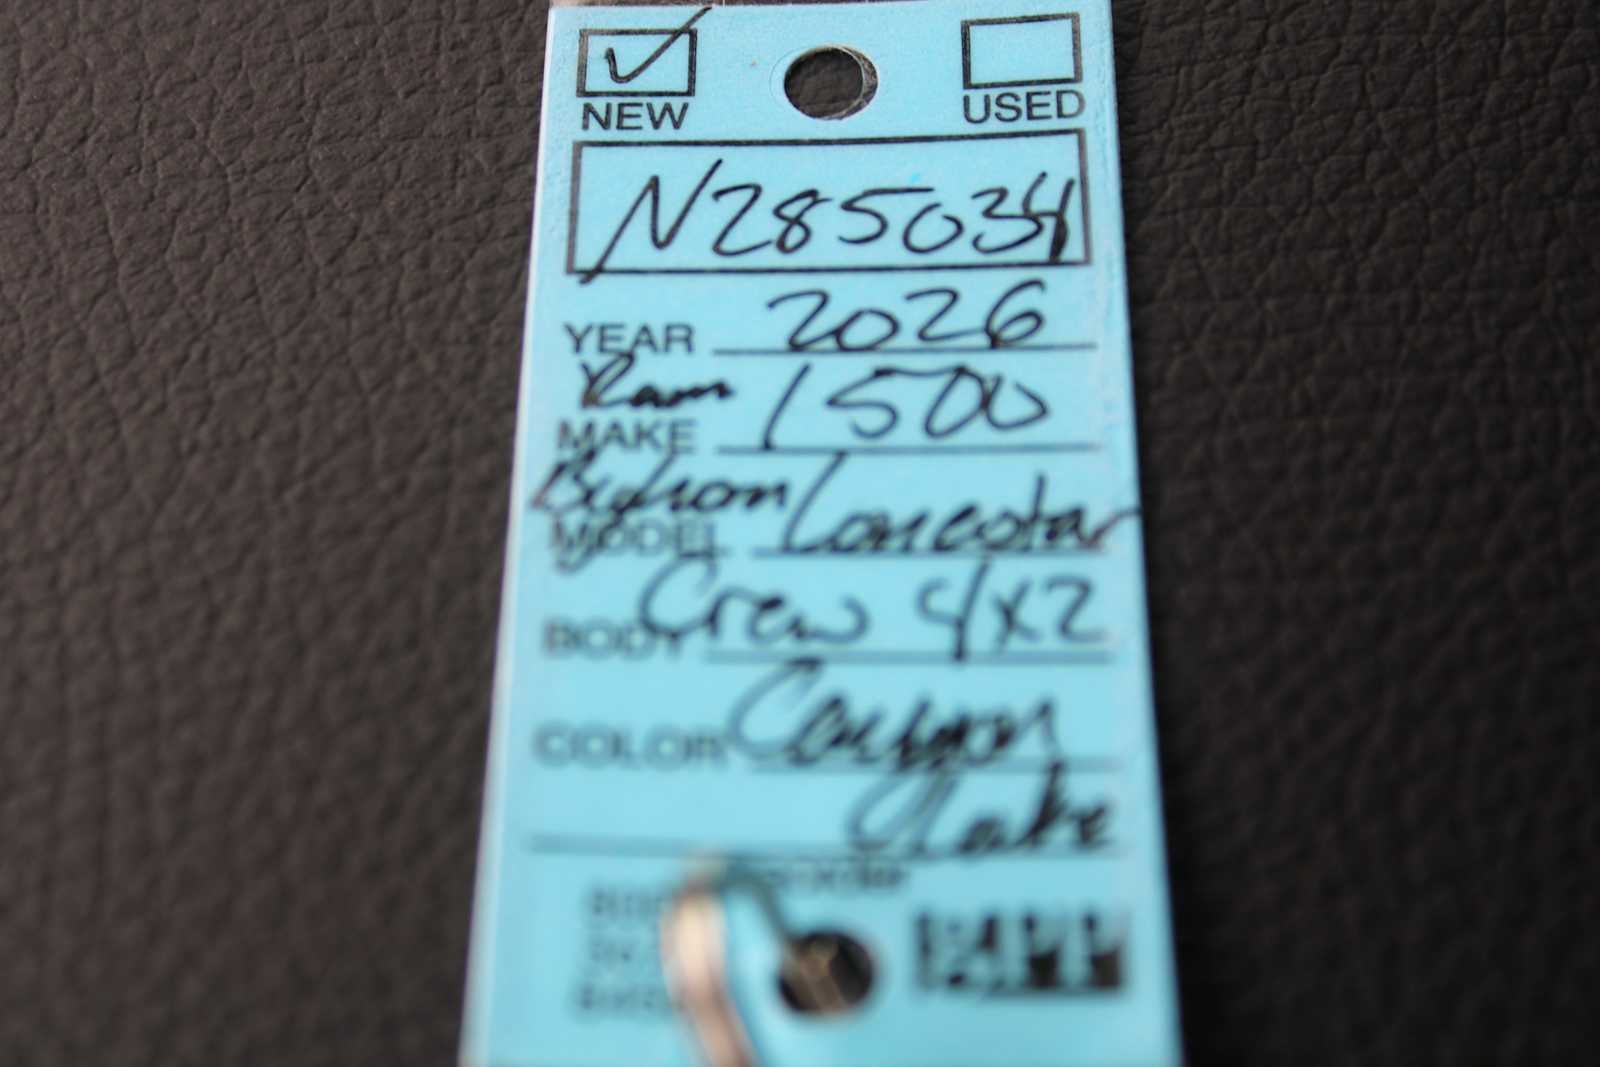 NEW USED
N285034
YEAR 2026
Ram 1500
MAKE
Bighorn Lonestar
MODEL
BODY Crew 4x2
COLOR Canyon
Lake